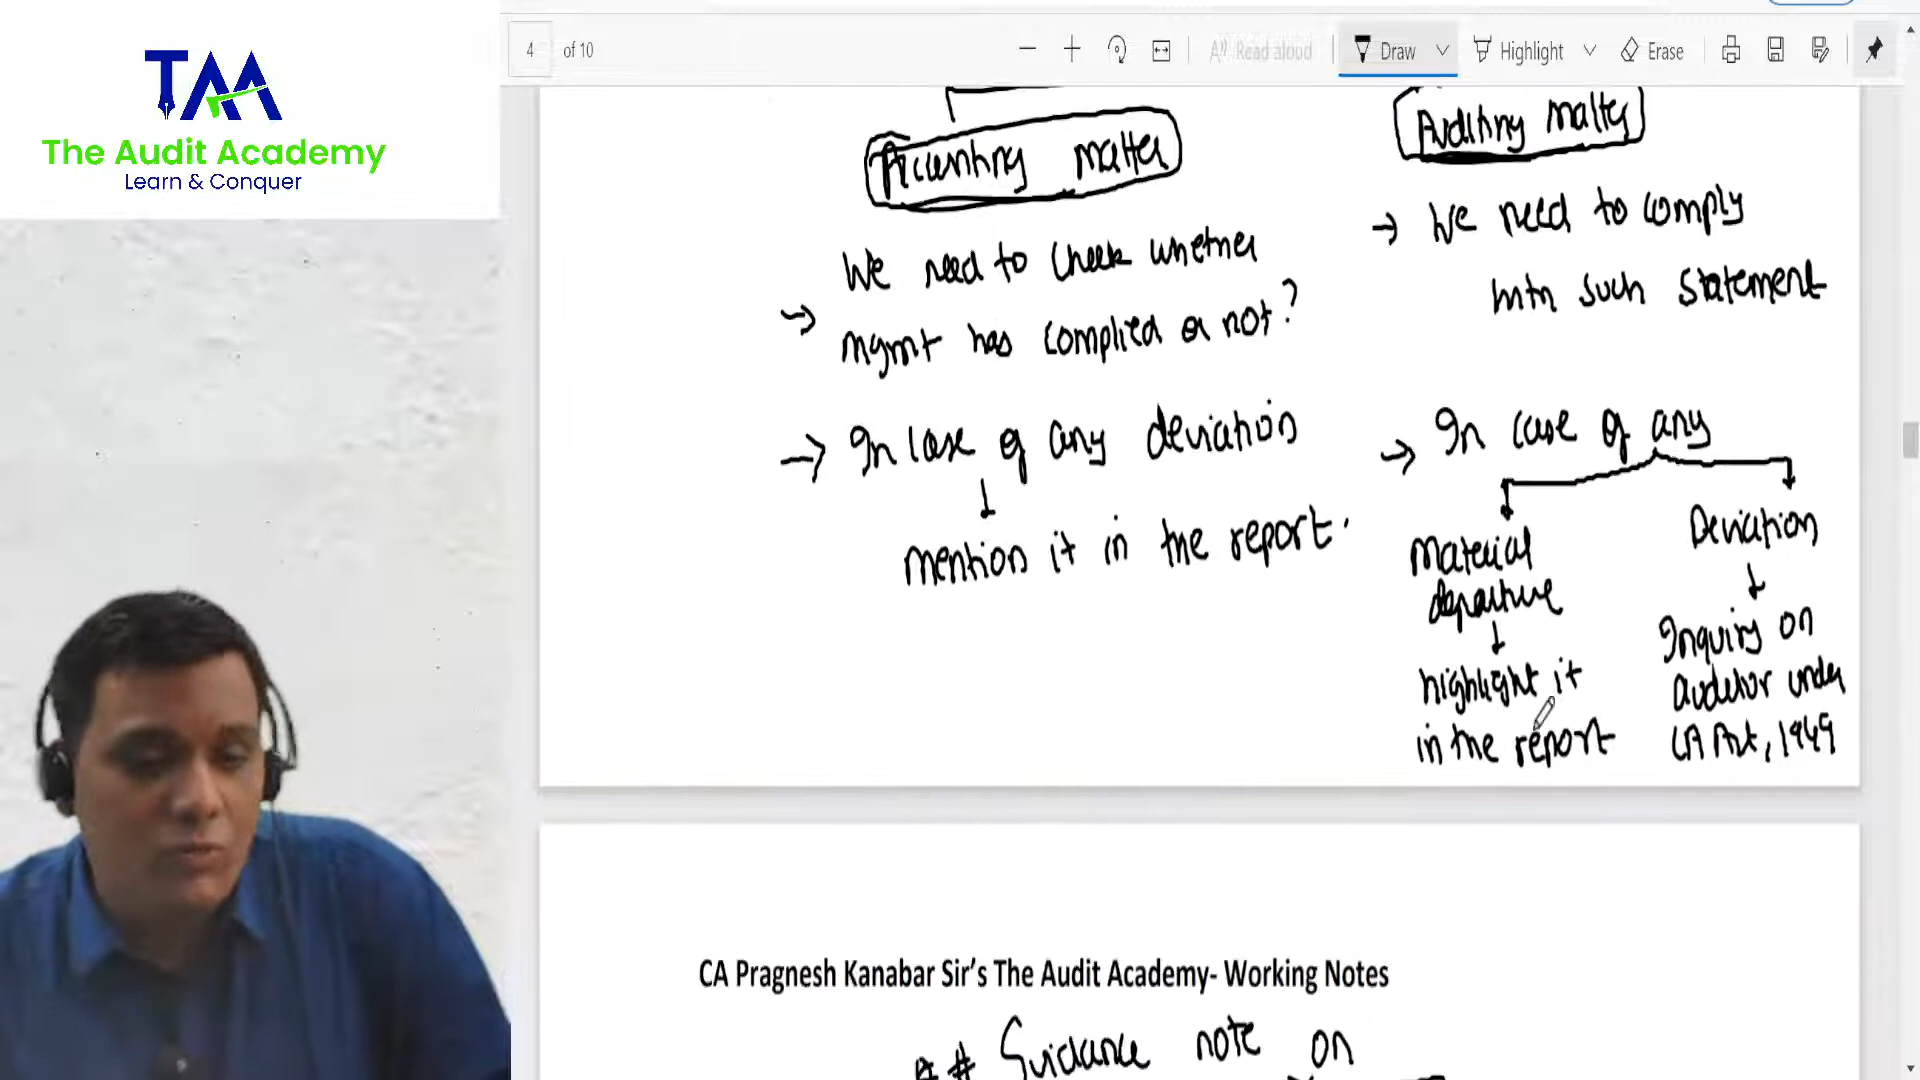 TAA
The Audit Academy
Learn & Conquer
4 of 10
Read aloud
Draw
Highlight
Erase
Accounting matter
We need to check whether
→ mgmt has complied or not?
→ In case of any deviation
mention it in the report.
Auditing matter
→ We need to comply
with such statement
→ In case of any
Material
departure
highlight it
in the report
Deviation
Inquiry on
auditor under
CA Act, 1949
CA Pragnesh Kanabar Sir's The Audit Academy- Working Notes
## Guidance note on